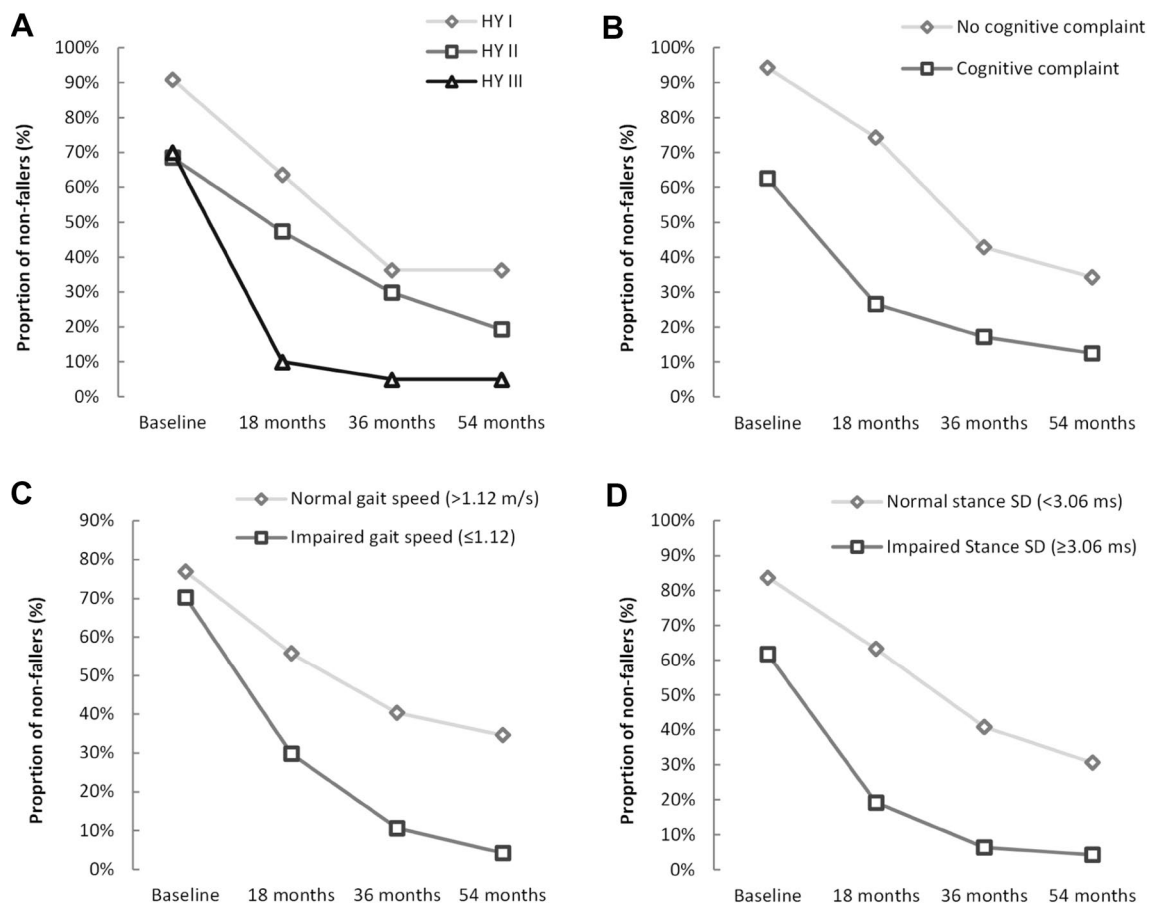 A
HY I
HY II
HY III
Proprtion of non-fallers (%)
100%
90%
80%
70%
60%
50%
40%
30%
20%
10%
0%
Baseline 18 months 36 months 54 months
B
No cognitive complaint
Cognitive complaint
Proprtion of non-fallers (%)
100%
90%
80%
70%
60%
50%
40%
30%
20%
10%
0%
Baseline 18 months 36 months 54 months
C
Normal gait speed (>1.12 m/s)
Impaired gait speed (≤1.12)
Proprtion of non-fallers (%)
90%
80%
70%
60%
50%
40%
30%
20%
10%
0%
Baseline 18 months 36 months 54 months
D
Normal stance SD (<3.06 ms)
Impaired Stance SD (≥3.06 ms)
Proprtion of non-fallers (%)
100%
90%
80%
70%
60%
50%
40%
30%
20%
10%
0%
Baseline 18 months 36 months 54 months